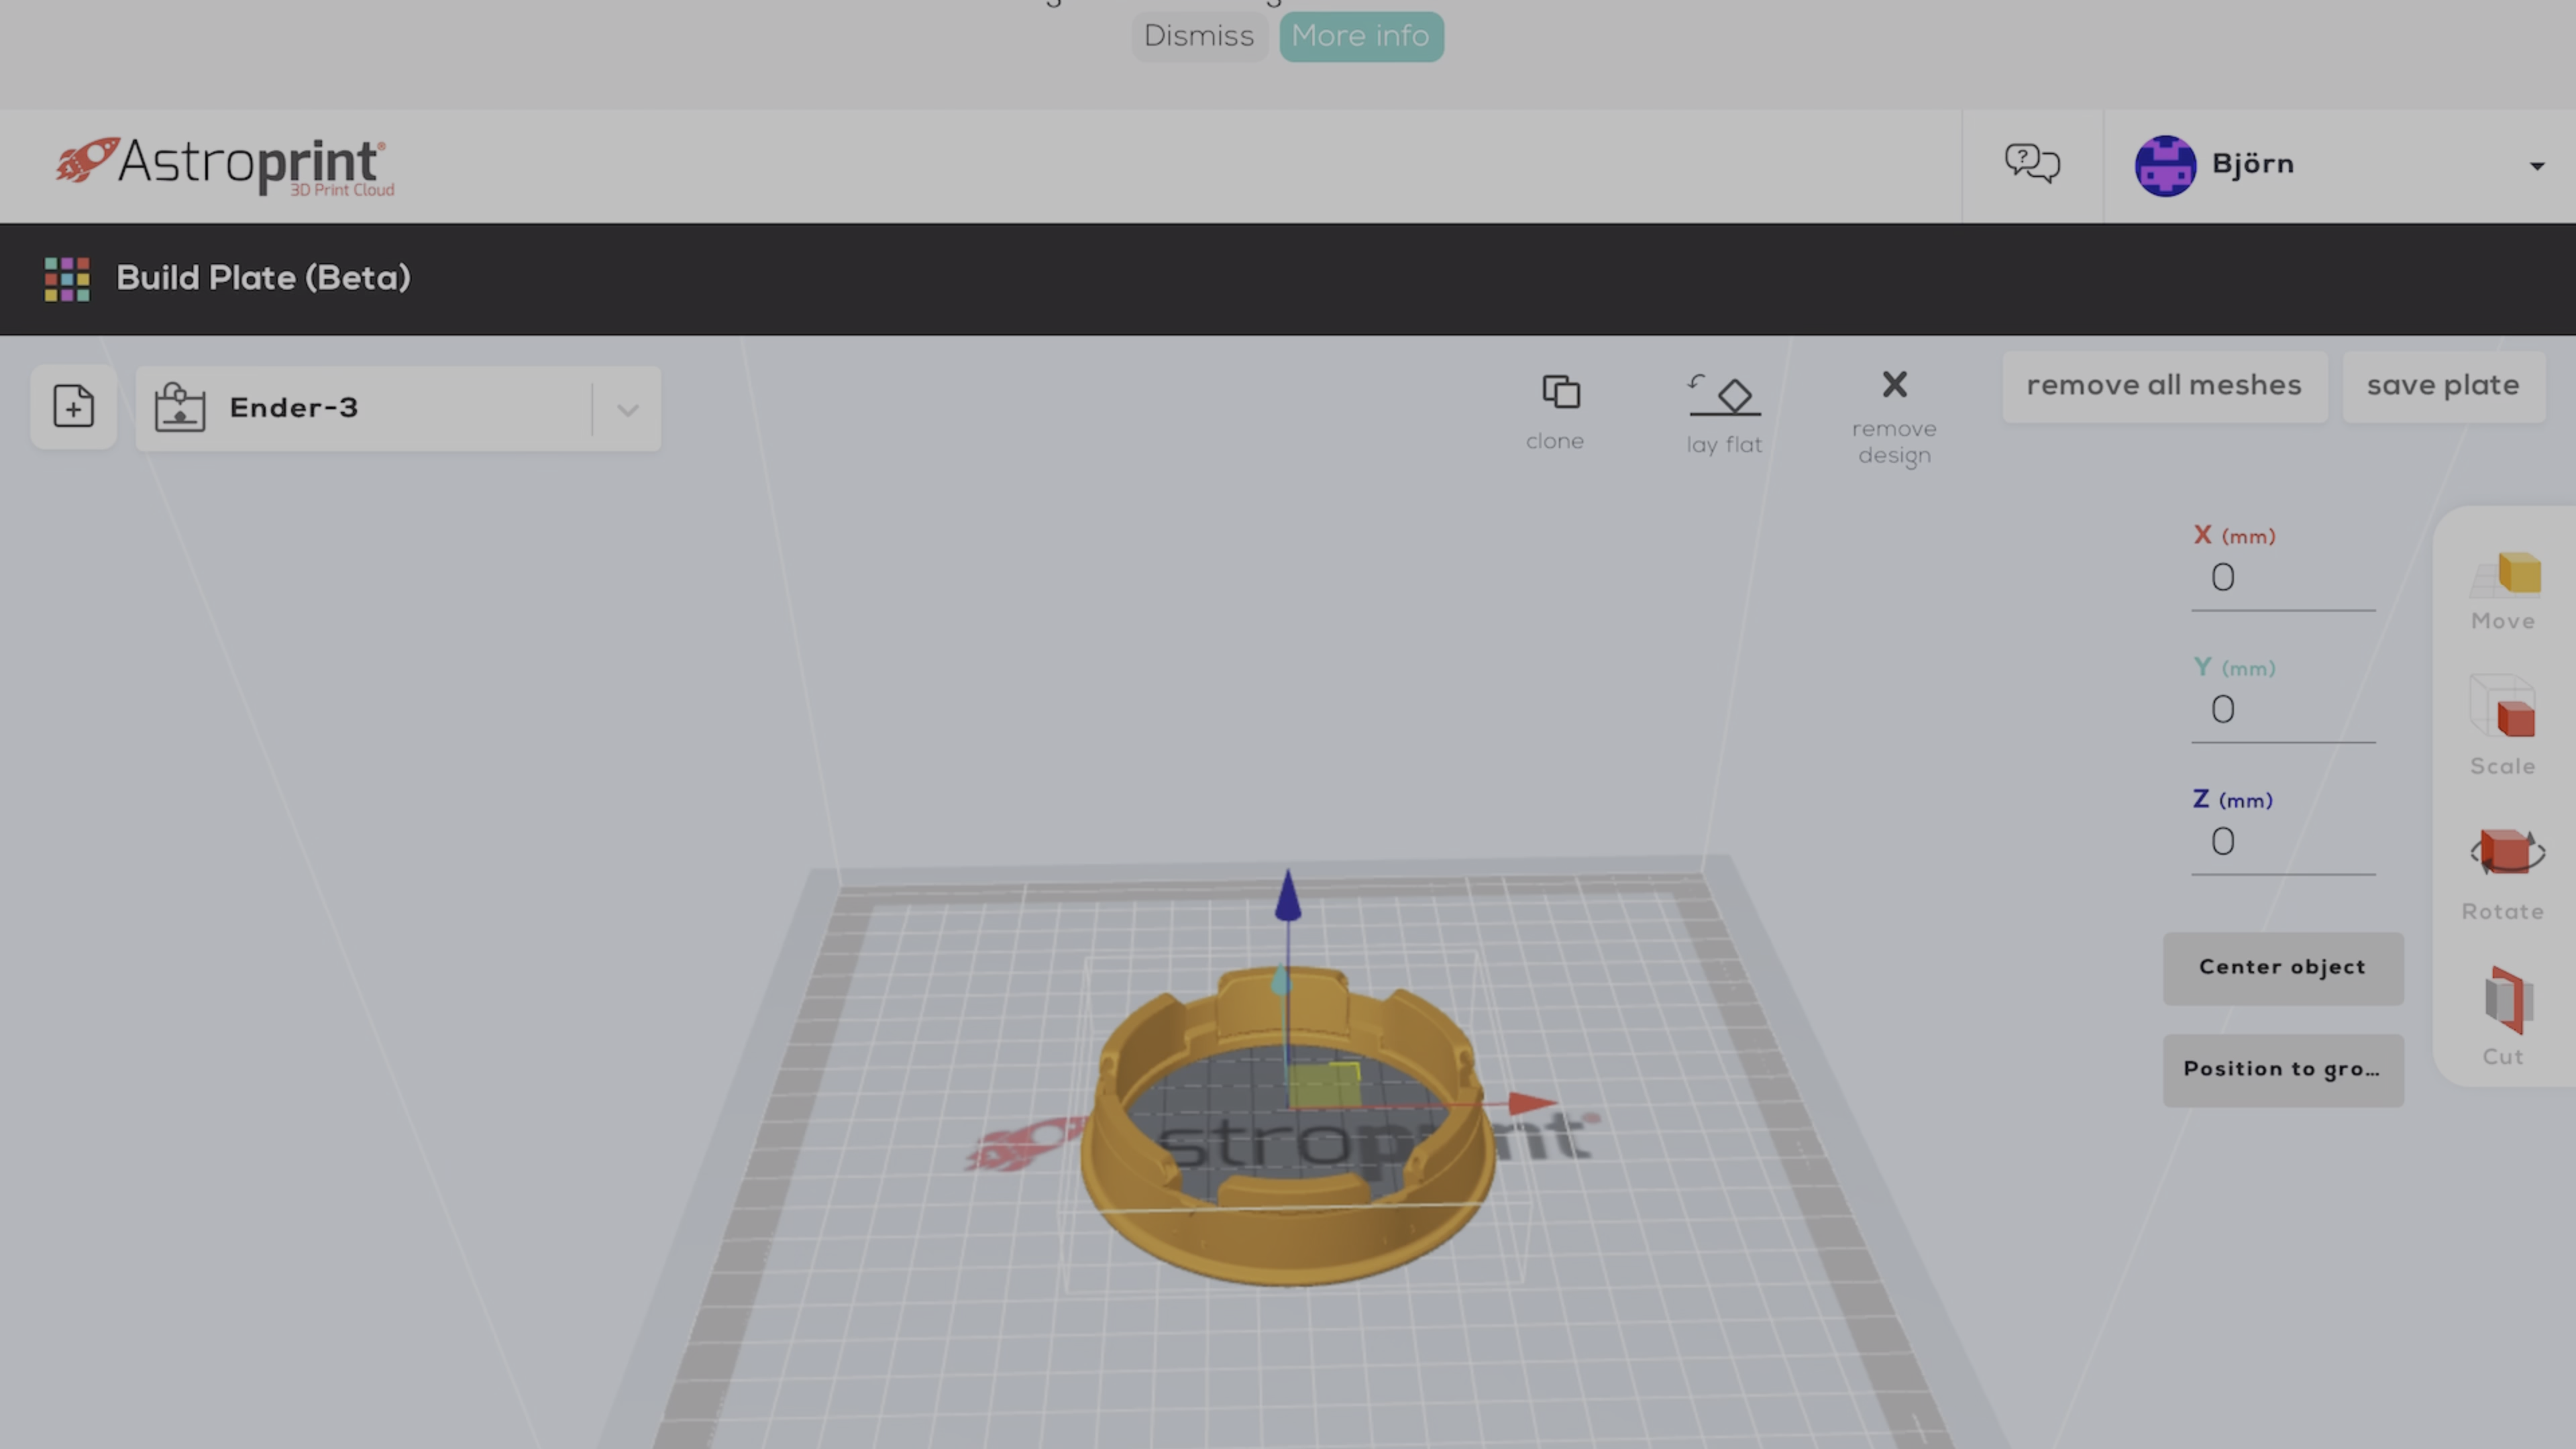 Dismiss More info
Astroprint®
3D Print Cloud
? Björn
Build Plate (Beta)
Ender-3
clone
lay flat
remove
design
remove all meshes
save plate
X (mm)
0
Y (mm)
0
Z (mm)
0
Center object
Position to gro...
Move
Scale
Rotate
Cut
stroprint®